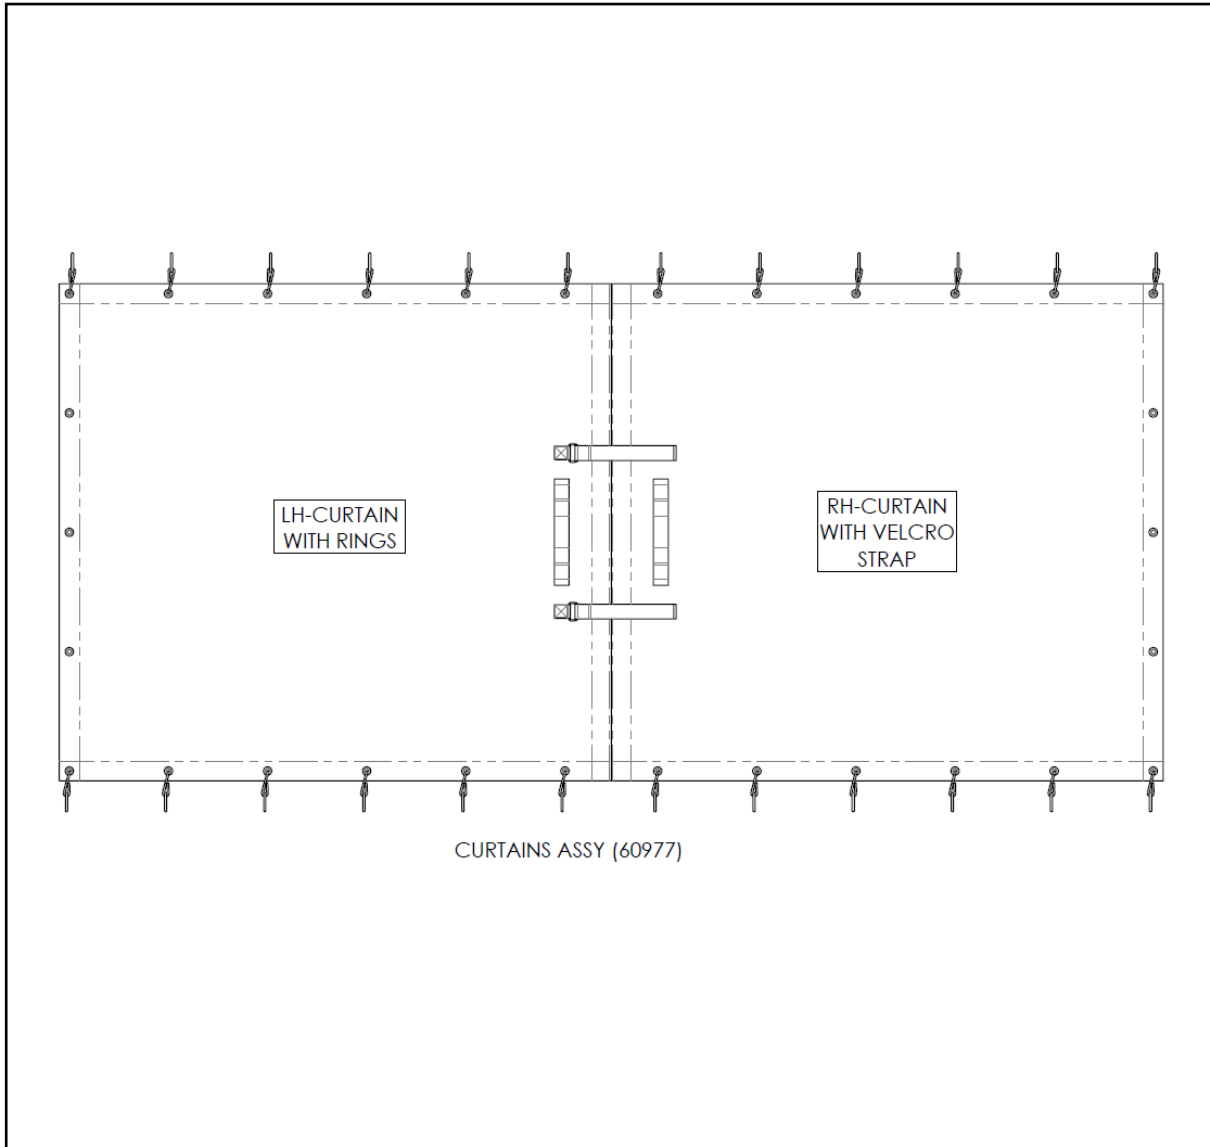 LH-CURTAIN
WITH RINGS
RH-CURTAIN
WITH VELCRO
STRAP
CURTAINS ASSY (60977)